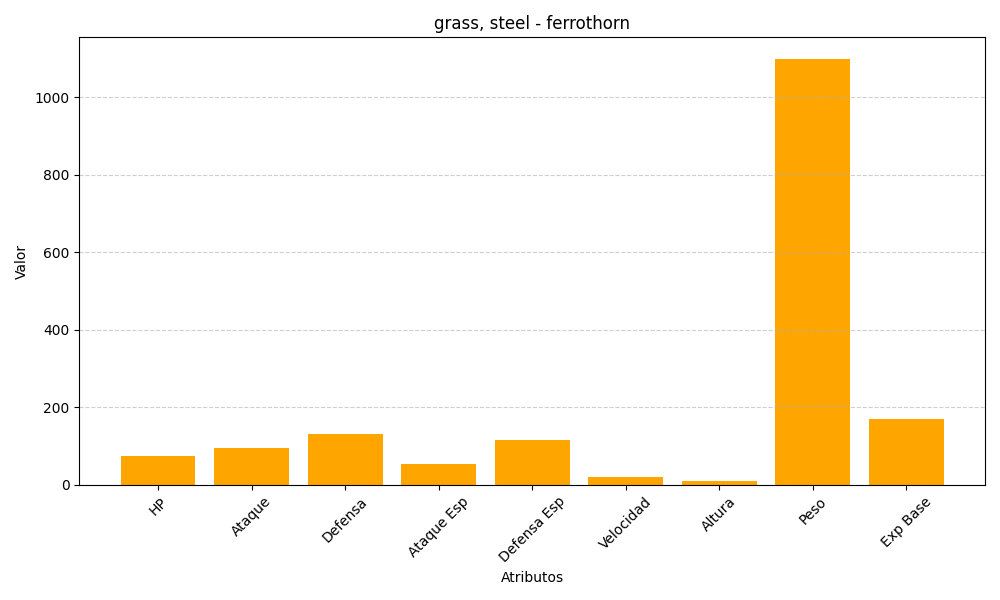 grass, steel - ferrothorn
Valor
1000
800
600
400
200
0
HP
Ataque
Defensa
Ataque Esp
Defensa Esp
Velocidad
Altura
Peso
Exp Base
Atributos